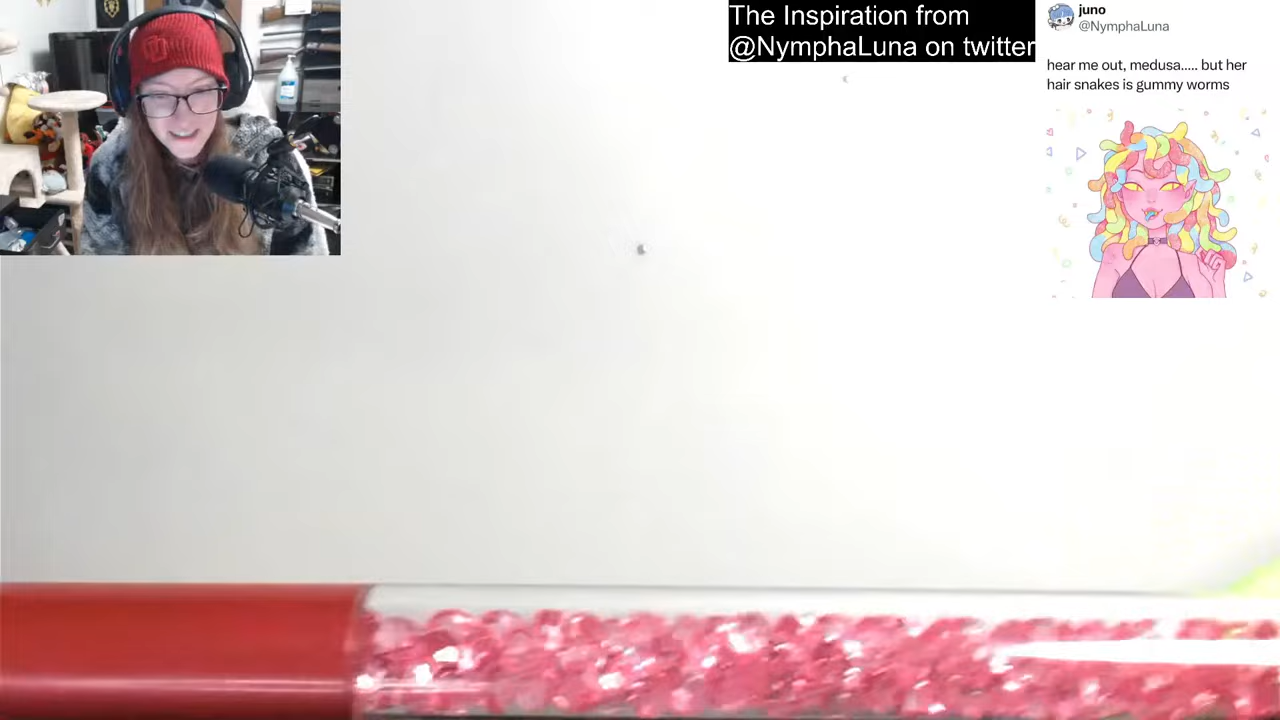 The Inspiration from
@NymphaLuna on twitter
juno
@NymphaLuna
hear me out, medusa..... but her
hair snakes is gummy worms